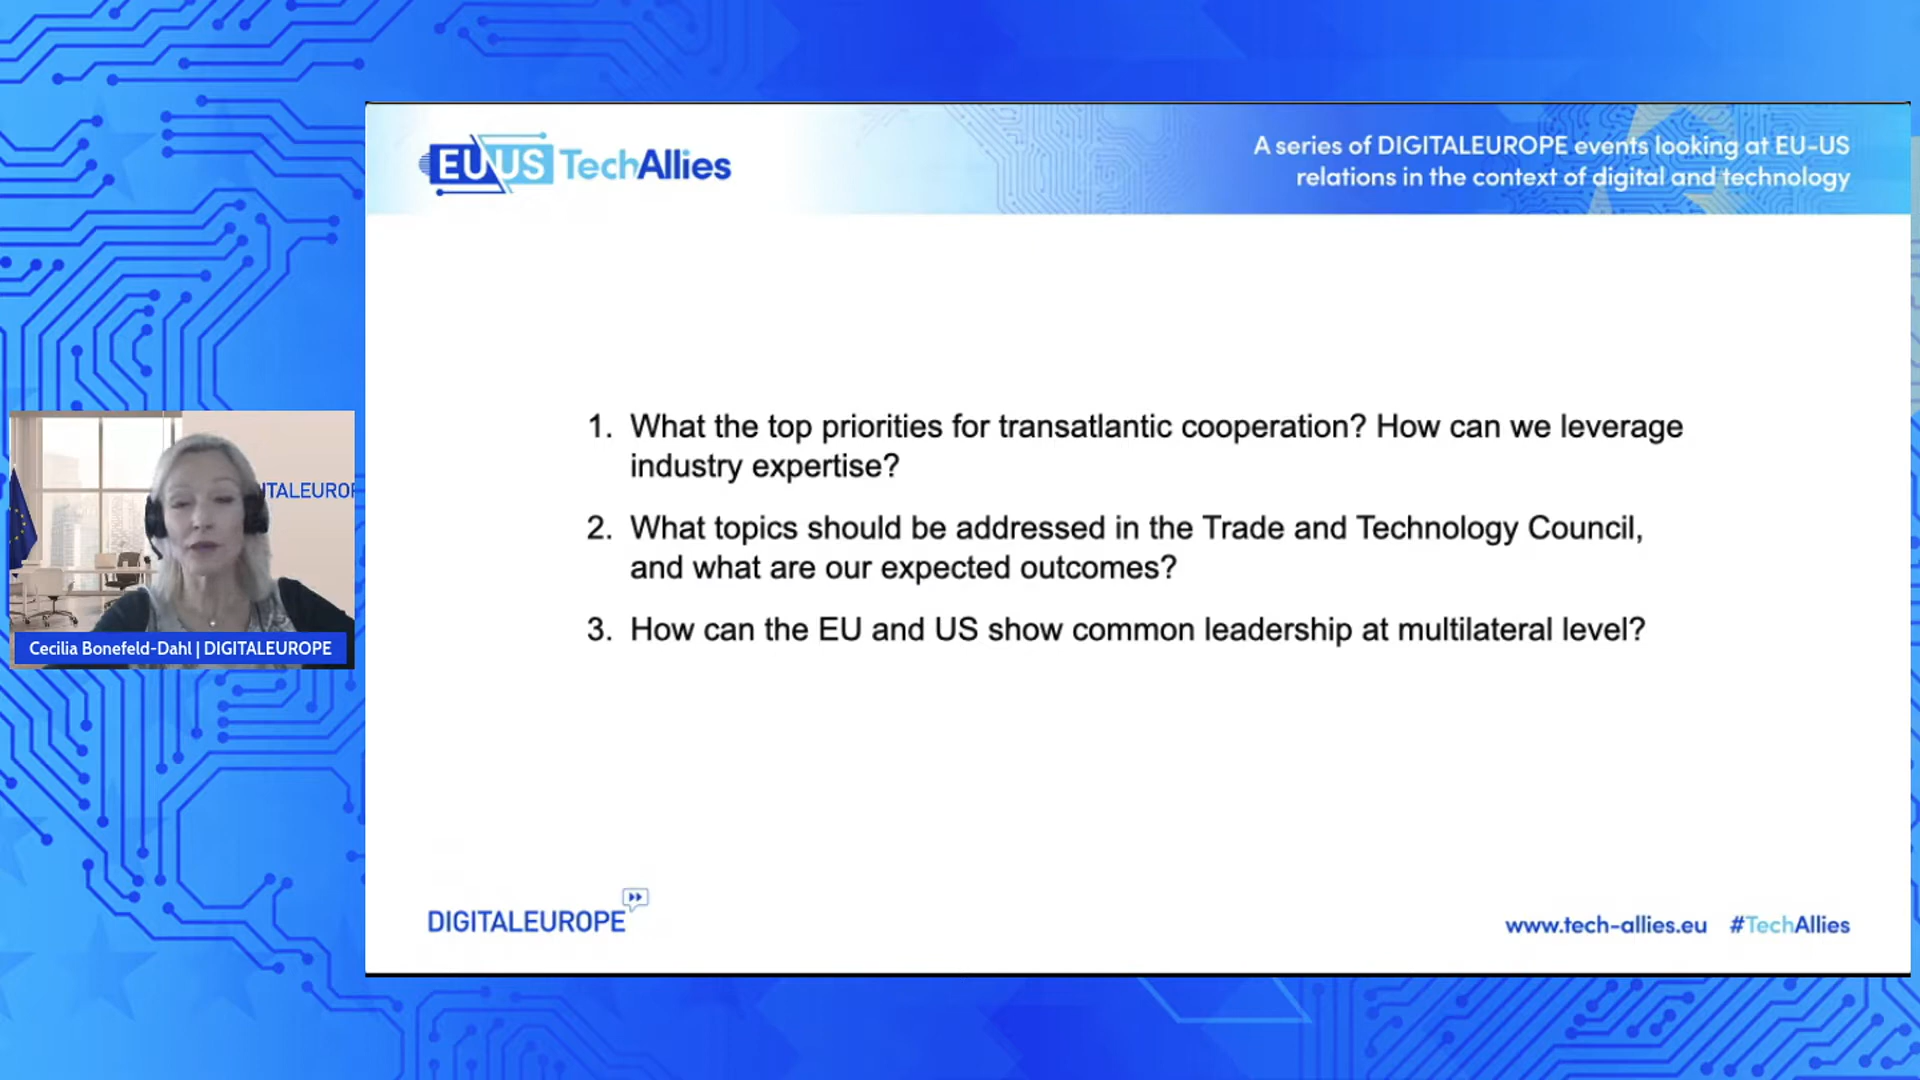 EU US TechAllies
A series of DIGITALEUROPE events looking at EU-US
relations in the context of digital and technology
1. What the top priorities for transatlantic cooperation? How can we leverage
industry expertise?
2. What topics should be addressed in the Trade and Technology Council,
and what are our expected outcomes?
3. How can the EU and US show common leadership at multilateral level?
ITALEUROP
Cecilia Bonefeld-Dahl | DIGITALEUROPE
DIGITALEUROPE
www.tech-allies.eu #TechAllies